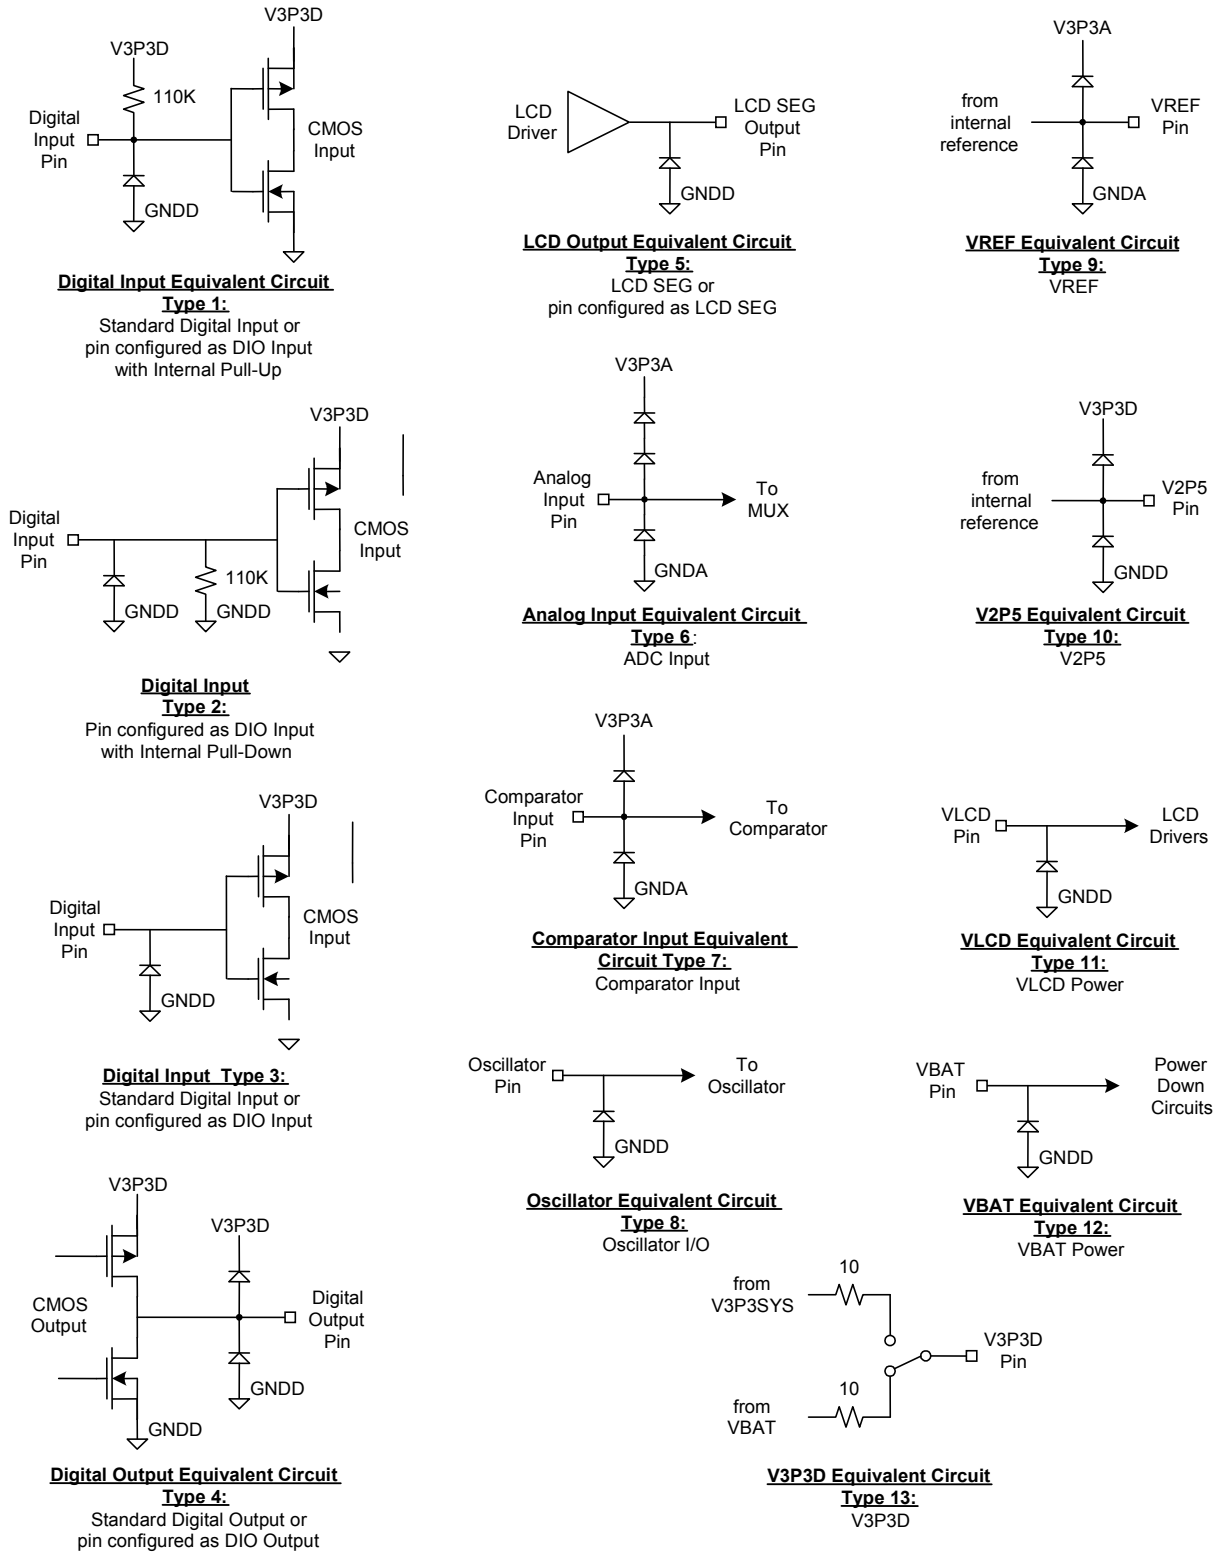 V3P3D
V3P3D
110K
Digital
Input
Pin
CMOS
Input
GNDD
Digital Input Equivalent Circuit
Type 1:
Standard Digital Input or
pin configured as DIO Input
with Internal Pull-Up
V3P3D
Digital
Input
Pin
CMOS
Input
110K
GNDD
GNDD
Digital Input
Type 2:
Pin configured as DIO Input
with Internal Pull-Down
V3P3D
Digital
Input
Pin
CMOS
Input
GNDD
Digital Input Type 3:
Standard Digital Input or
pin configured as DIO Input
V3P3D
V3P3D
CMOS
Output
Digital
Output
Pin
GNDD
GNDD
Digital Output Equivalent Circuit
Type 4:
Standard Digital Output or
pin configured as DIO Output
LCD
Driver
LCD SEG
Output
Pin
GNDD
LCD Output Equivalent Circuit
Type 5:
LCD SEG or
pin configured as LCD SEG
V3P3A
Analog
Input
Pin
To
MUX
GNDA
Analog Input Equivalent Circuit
Type 6:
ADC Input
V3P3A
Comparator
Input
Pin
To
Comparator
GNDA
Comparator Input Equivalent
Circuit Type 7:
Comparator Input
Oscillator
Pin
To
Oscillator
GNDD
Oscillator Equivalent Circuit
Type 8:
Oscillator I/O
V3P3A
from
internal
reference
VREF
Pin
GNDA
VREF Equivalent Circuit
Type 9:
VREF
V3P3D
from
internal
reference
V2P5
Pin
GNDD
V2P5 Equivalent Circuit
Type 10:
V2P5
VLCD
Pin
LCD
Drivers
GNDD
VLCD Equivalent Circuit
Type 11:
VLCD Power
VBAT
Pin
Power
Down
Circuits
GNDD
VBAT Equivalent Circuit
Type 12:
VBAT Power
from
V3P3SYS
10
V3P3D
Pin
from
VBAT
10
V3P3D Equivalent Circuit
Type 13:
V3P3D